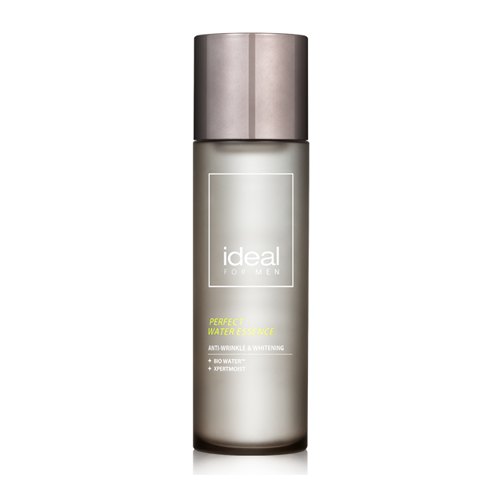 ideal
FOR MEN
PERFECT
WATER ESSENCE
ANTI-WRINKLE & WHITENING
+ BIO WATER™
+ XPERTMOIST